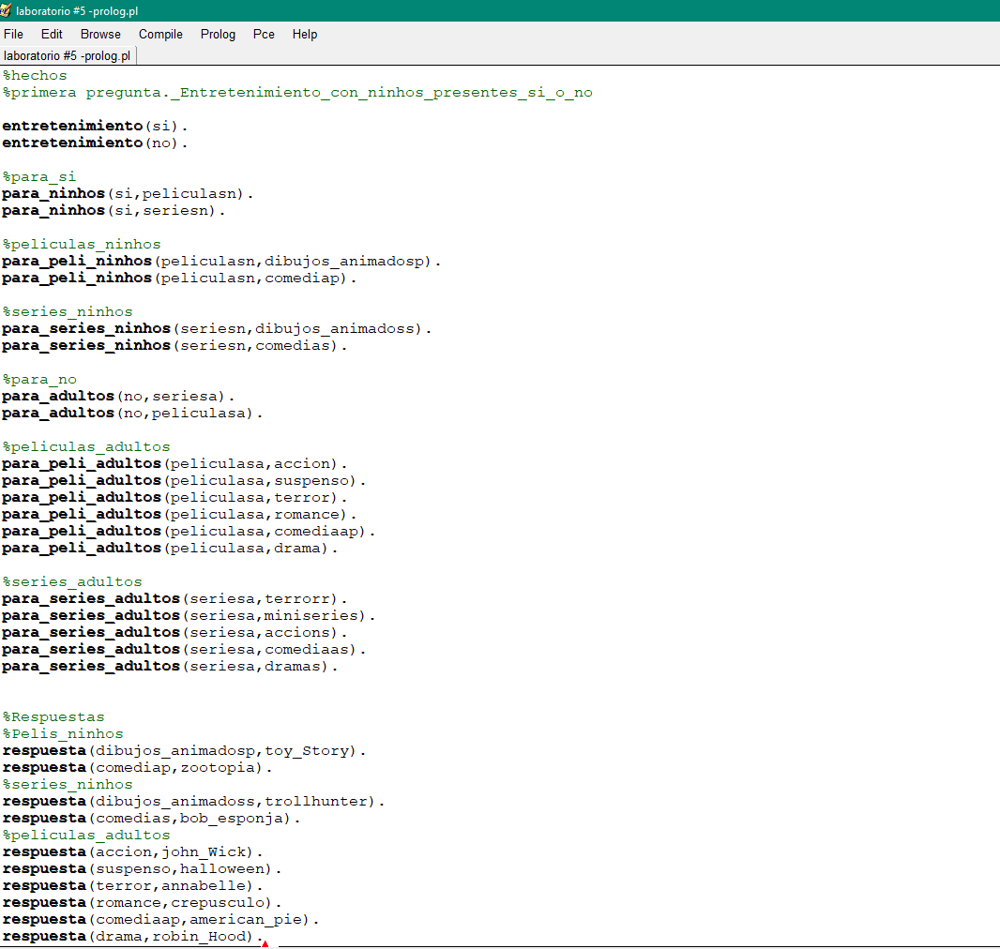 laboratorio #5 -prolog.pl
File Edit Browse Compile Prolog Pce Help
laboratorio #5 -prolog.pl
%hechos
%primera pregunta._Entretenimiento_con_ninhos_presentes_si_o_no
entretenimiento(si).
entretenimiento(no).
%para_si
para_ninhos(si,peliculasn).
para_ninhos(si,seriesn).
%peliculas_ninhos
para_peli_ninhos(peliculasn,dibujos_animadosp).
para_peli_ninhos(peliculasn,comediap).
%series_ninhos
para_series_ninhos(seriesn,dibujos_animadoss).
para_series_ninhos(seriesn,comedias).
%para_no
para_adultos(no,seriesa).
para_adultos(no,peliculasa).
%peliculas_adultos
para_peli_adultos(peliculasa,accion).
para_peli_adultos(peliculasa,suspenso).
para_peli_adultos(peliculasa,terror).
para_peli_adultos(peliculasa,romance).
para_peli_adultos(peliculasa,comediaap).
para_peli_adultos(peliculasa,drama).
%series_adultos
para_series_adultos(seriesa,terrorr).
para_series_adultos(seriesa,miniseries).
para_series_adultos(seriesa,accions).
para_series_adultos(seriesa,comediaas).
para_series_adultos(seriesa,dramas).
%Respuestas
%Pelis_ninhos
respuesta(dibujos_animadosp,toy_Story).
respuesta(comediap,zootopia).
%series_ninhos
respuesta(dibujos_animadoss,trollhunter).
respuesta(comedias,bob_esponja).
%peliculas_adultos
respuesta(accion,john_Wick).
respuesta(suspenso,halloween).
respuesta(terror,annabelle).
respuesta(romance,crepusculo).
respuesta(comediaap,american_pie).
respuesta(drama,robin_Hood).